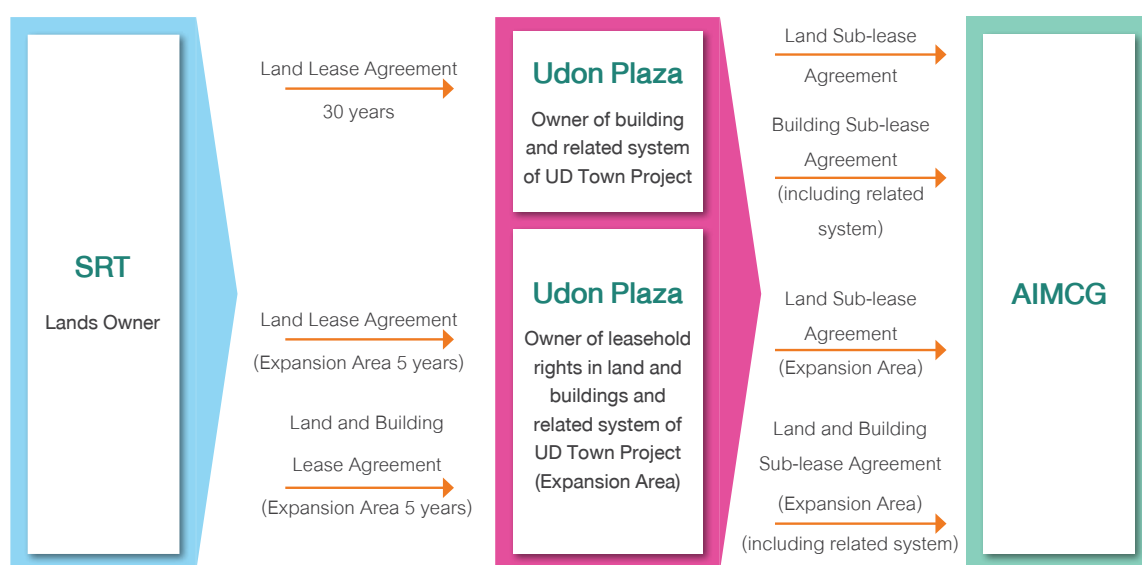 SRT
Lands Owner
Land Lease Agreement
30 years
Land Lease Agreement
(Expansion Area 5 years)
Land and Building
Lease Agreement
(Expansion Area 5 years)
Udon Plaza
Owner of building
and related system
of UD Town Project
Udon Plaza
Owner of leasehold
rights in land and
buildings and
related system of
UD Town Project
(Expansion Area)
Land Sub-lease
Agreement
Building Sub-lease
Agreement
(including related
system)
Land Sub-lease
Agreement
(Expansion Area)
Land and Building
Sub-lease Agreement
(Expansion Area)
(including related system)
AIMCG